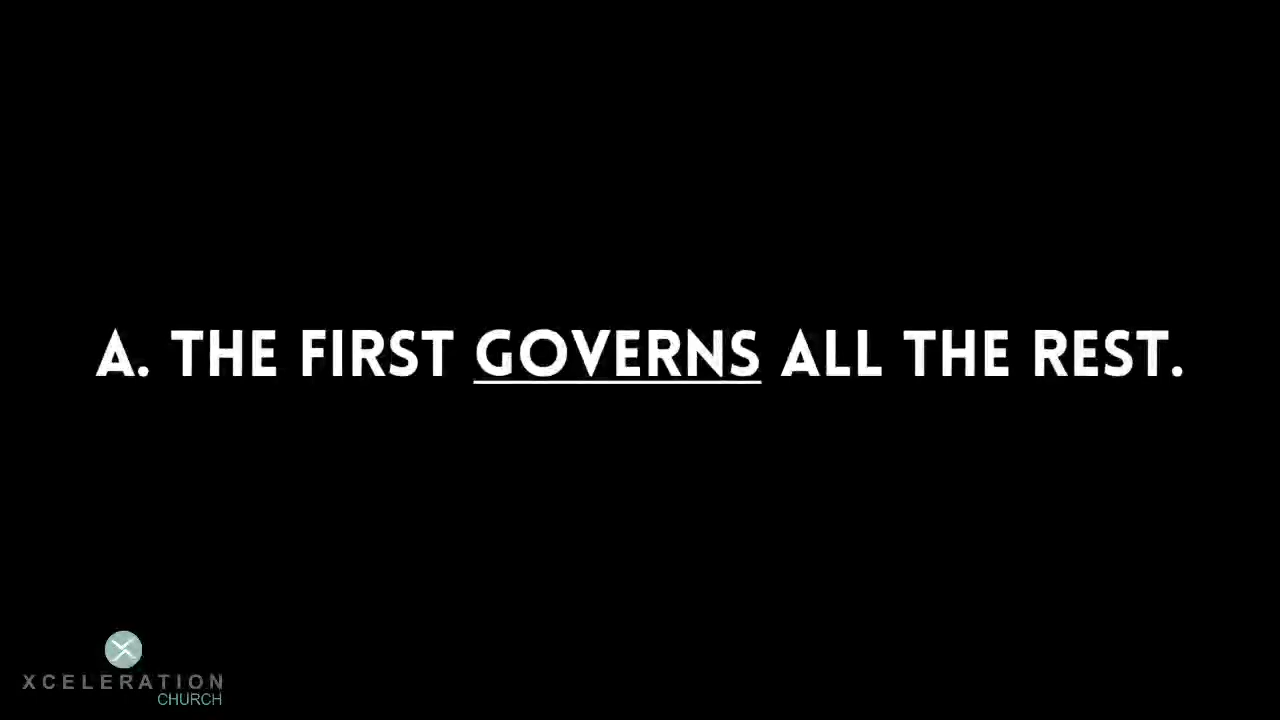 A. THE FIRST GOVERNS ALL THE REST.
XCELERATION
CHURCH